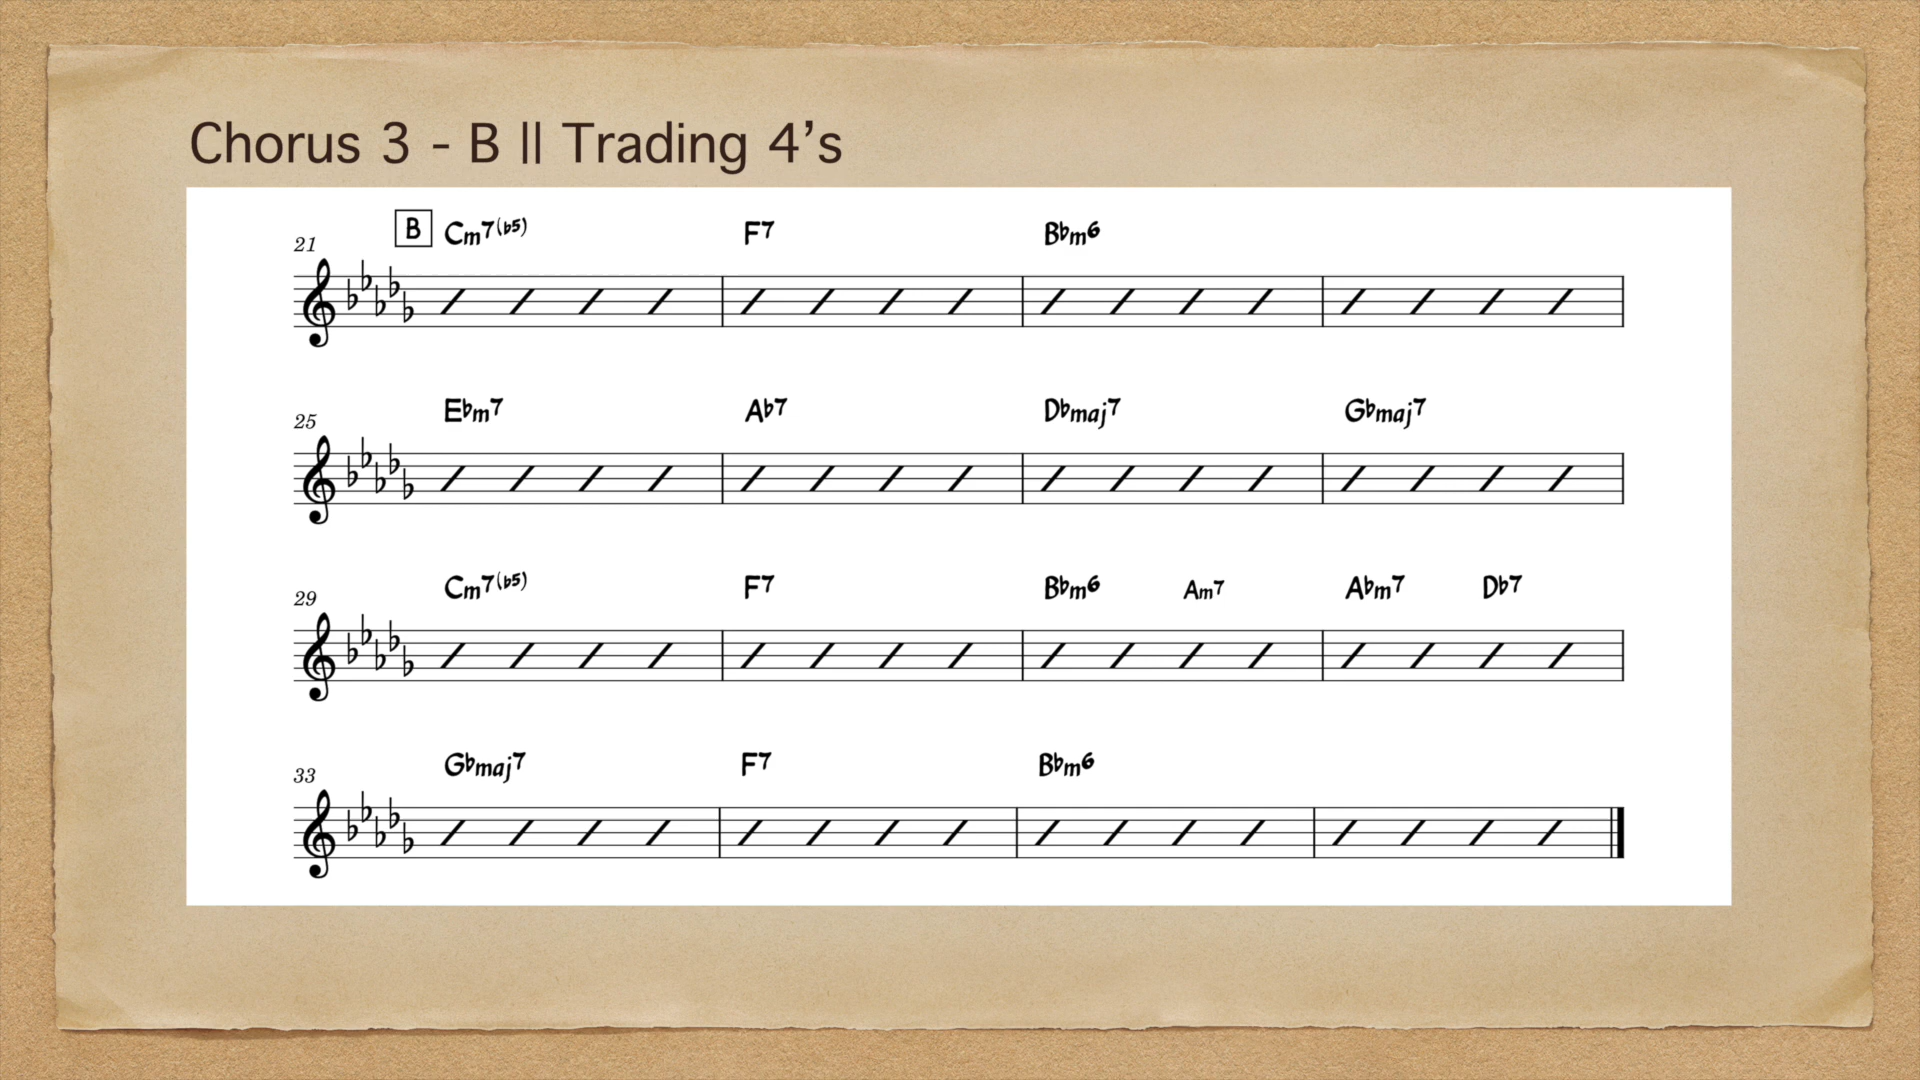 Chorus 3 - B || Trading 4’s
21 B Cm7(♭5) F7 B♭m6
25 E♭m7 A♭7 D♭maj7 G♭maj7
29 Cm7(♭5) F7 B♭m6 Am7 A♭m7 D♭7
33 G♭maj7 F7 B♭m6